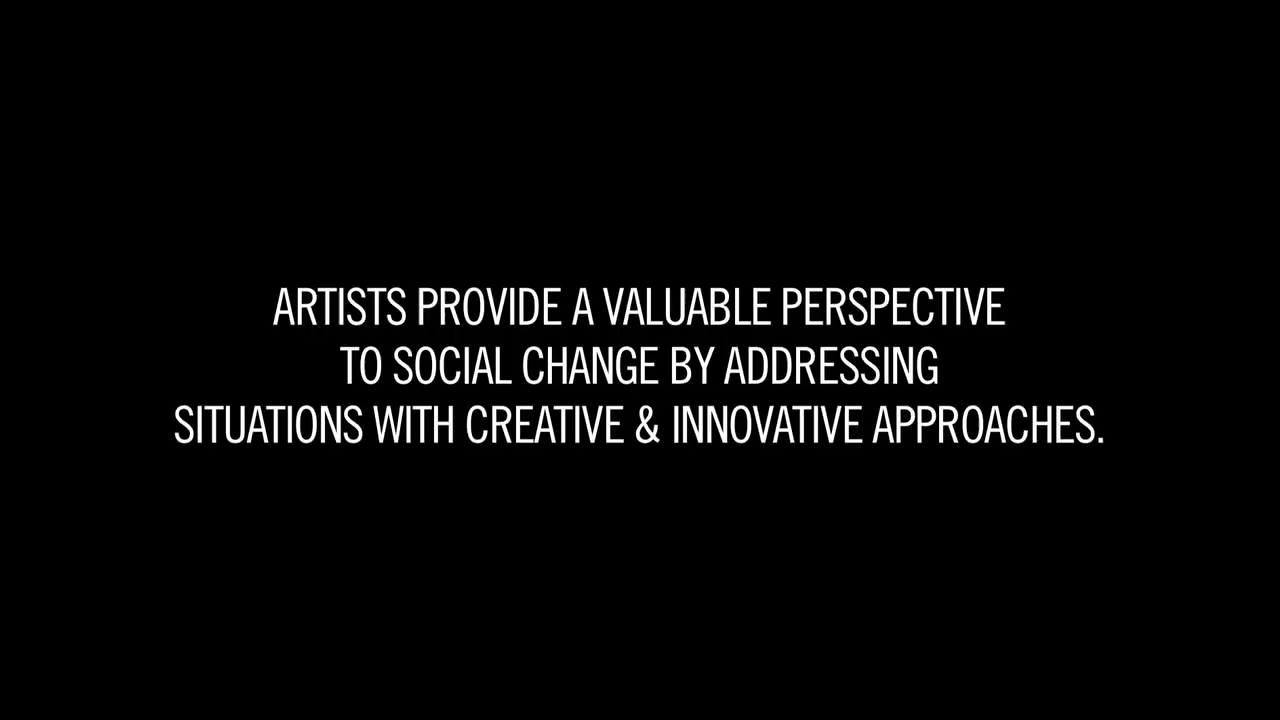 ARTISTS PROVIDE A VALUABLE PERSPECTIVE
TO SOCIAL CHANGE BY ADDRESSING
SITUATIONS WITH CREATIVE & INNOVATIVE APPROACHES.